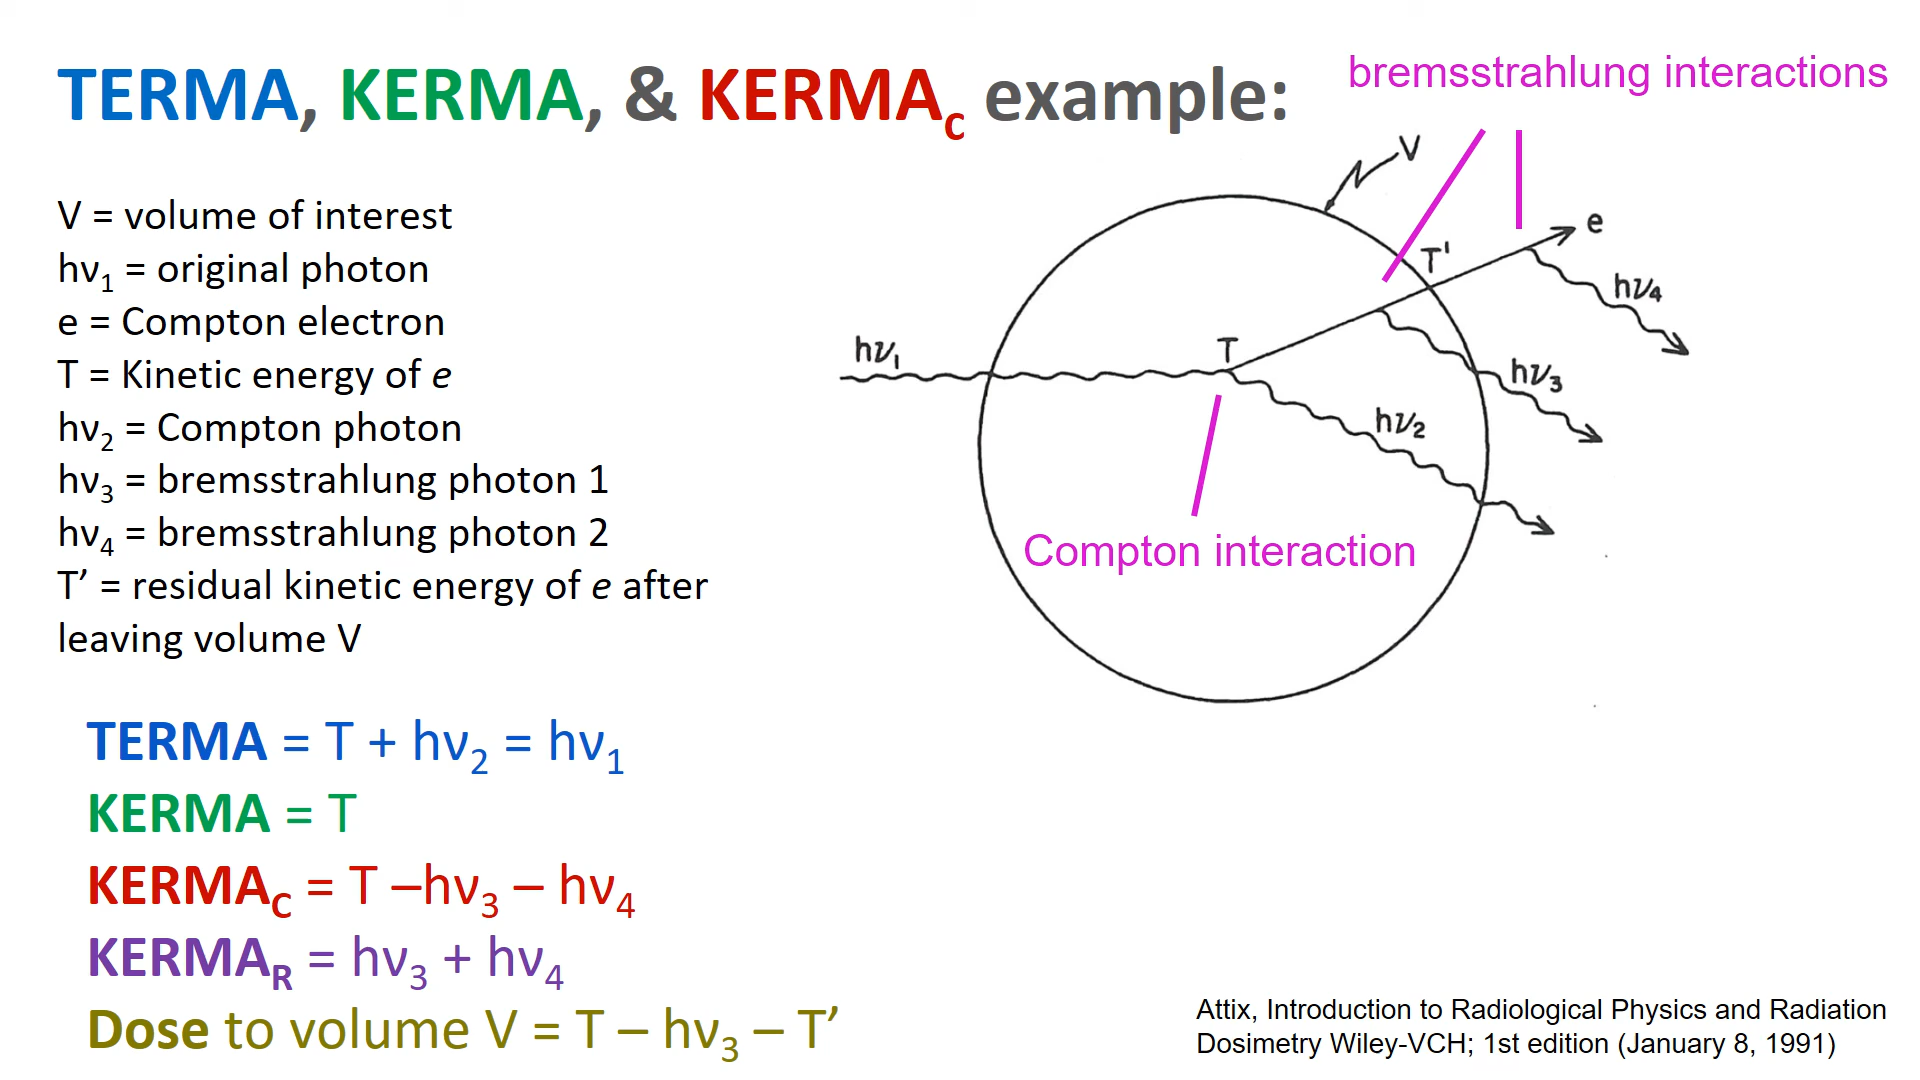 TERMA, KERMA, & KERMAC example:
bremsstrahlung interactions
V = volume of interest
hν1 = original photon
e = Compton electron
T = Kinetic energy of e
hν2 = Compton photon
hν3 = bremsstrahlung photon 1
hν4 = bremsstrahlung photon 2
T’ = residual kinetic energy of e after
leaving volume V
V
e
T'
hν4
hν1
T
hν3
hν2
Compton interaction
TERMA = T + hν2 = hν1
KERMA = T
KERMAC = T –hν3 – hν4
KERMAR = hν3 + hν4
Dose to volume V = T – hν3 – T’
Attix, Introduction to Radiological Physics and Radiation
Dosimetry Wiley-VCH; 1st edition (January 8, 1991)